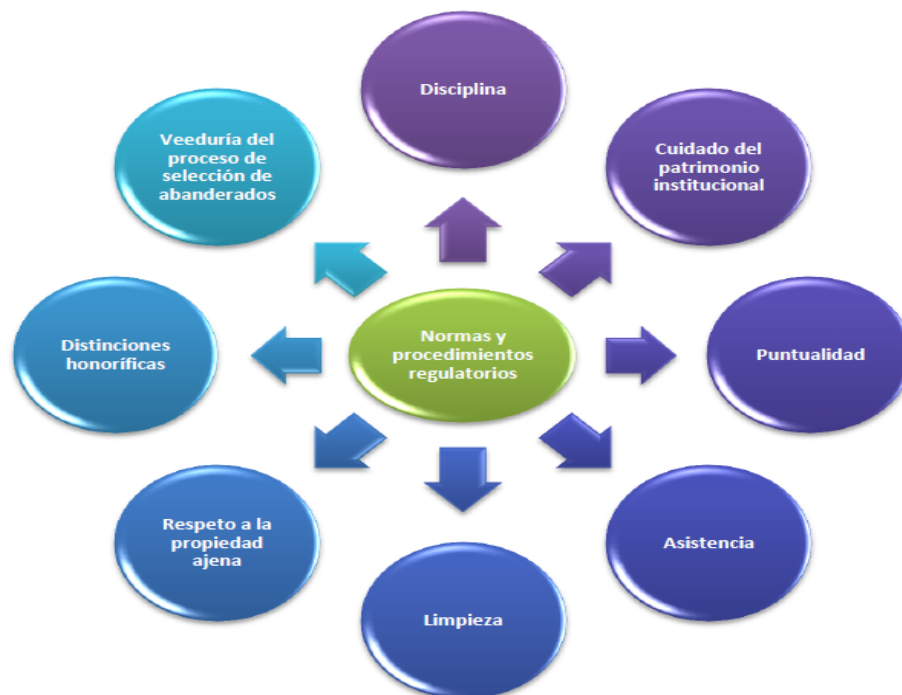 Disciplina
Veeduría del
proceso de
selección de
abanderados
Cuidado del
patrimonio
institucional
Distinciones
honoríficas
Normas y
procedimientos
regulatorios
Puntualidad
Respeto a la
propiedad
ajena
Asistencia
Limpieza